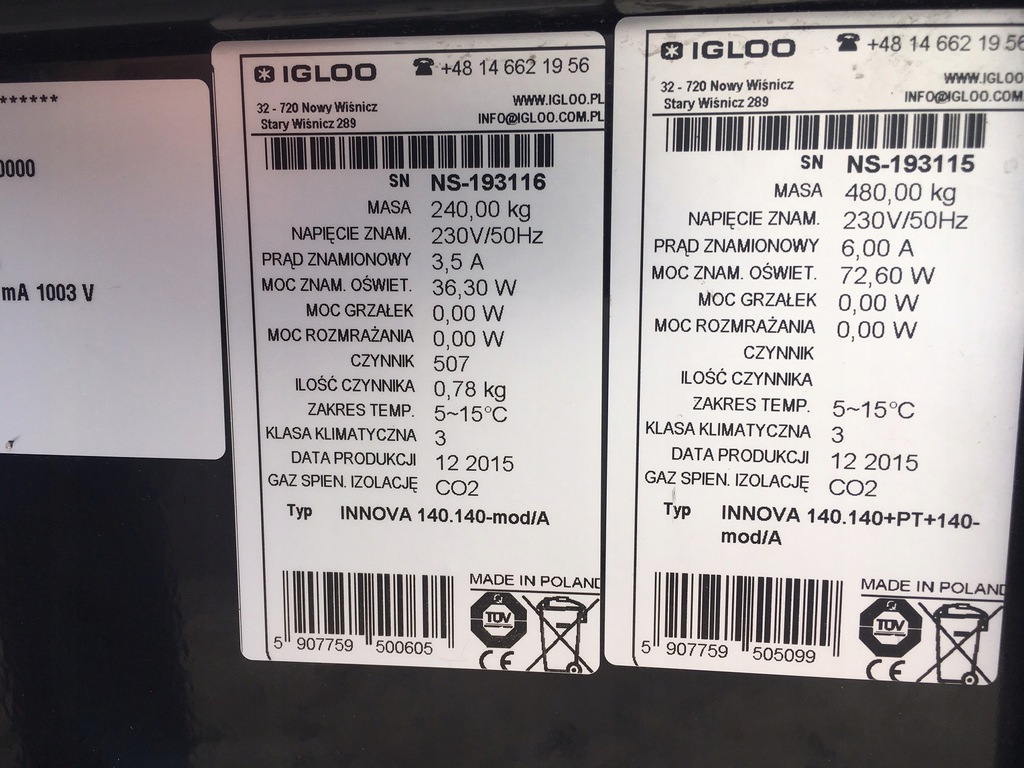 ******
0000
mA 1003 V
IGLOO ☎ +48 14 662 19 56
32 - 720 Nowy Wiśnicz
Stary Wiśnicz 289
WWW.IGLOO.PL
INFO@IGLOO.COM.PL
SN NS-193116
MASA 240,00 kg
NAPIĘCIE ZNAM. 230V/50Hz
PRĄD ZNAMIONOWY 3,5 A
MOC ZNAM. OŚWIET. 36,30 W
MOC GRZAŁEK 0,00 W
MOC ROZMRAŻANIA 0,00 W
CZYNNIK 507
ILOŚĆ CZYNNIKA 0,78 kg
ZAKRES TEMP. 5~15°C
KLASA KLIMATYCZNA 3
DATA PRODUKCJI 12 2015
GAZ SPIEN. IZOLACJĘ CO2
Typ INNOVA 140.140-mod/A
MADE IN POLAND
TÜV
CE
5 907759 500605
IGLOO ☎ +48 14 662 19 56
32 - 720 Nowy Wiśnicz
Stary Wiśnicz 289
WWW.IGLOO
INFO@IGLOO.COM.
SN NS-193115
MASA 480,00 kg
NAPIĘCIE ZNAM. 230V/50Hz
PRĄD ZNAMIONOWY 6,00 A
MOC ZNAM. OŚWIET. 72,60 W
MOC GRZAŁEK 0,00 W
MOC ROZMRAŻANIA 0,00 W
CZYNNIK
ILOŚĆ CZYNNIKA
ZAKRES TEMP. 5~15°C
KLASA KLIMATYCZNA 3
DATA PRODUKCJI 12 2015
GAZ SPIEN. IZOLACJĘ CO2
Typ INNOVA 140.140+PT+140-
mod/A
MADE IN POLAND
TÜV
CE
5 907759 505099